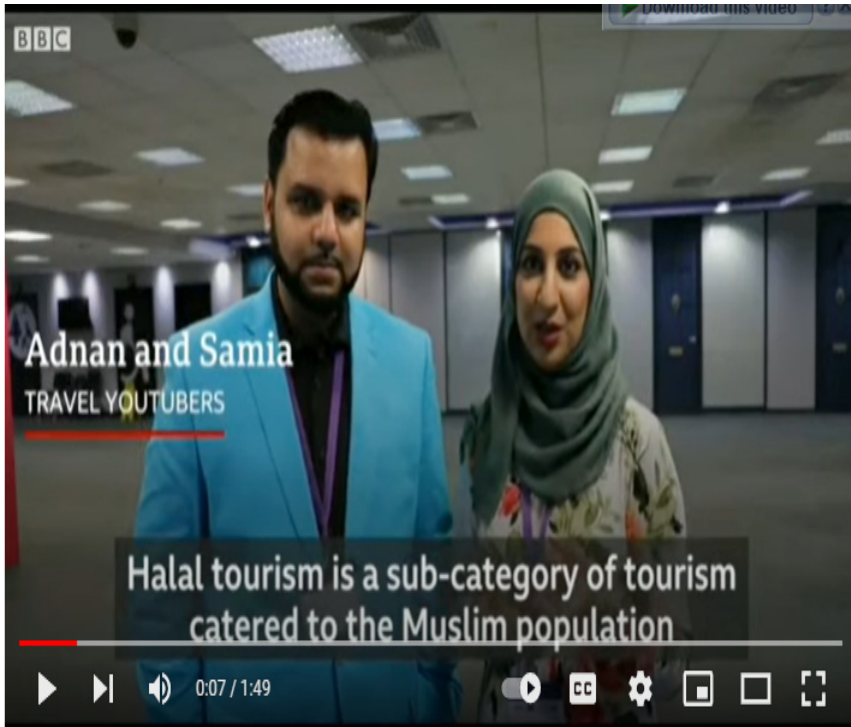 Download this video
BBC
Adnan and Samia
TRAVEL YOUTUBERS
Halal tourism is a sub-category of tourism
catered to the Muslim population
0:07 / 1:49
CC